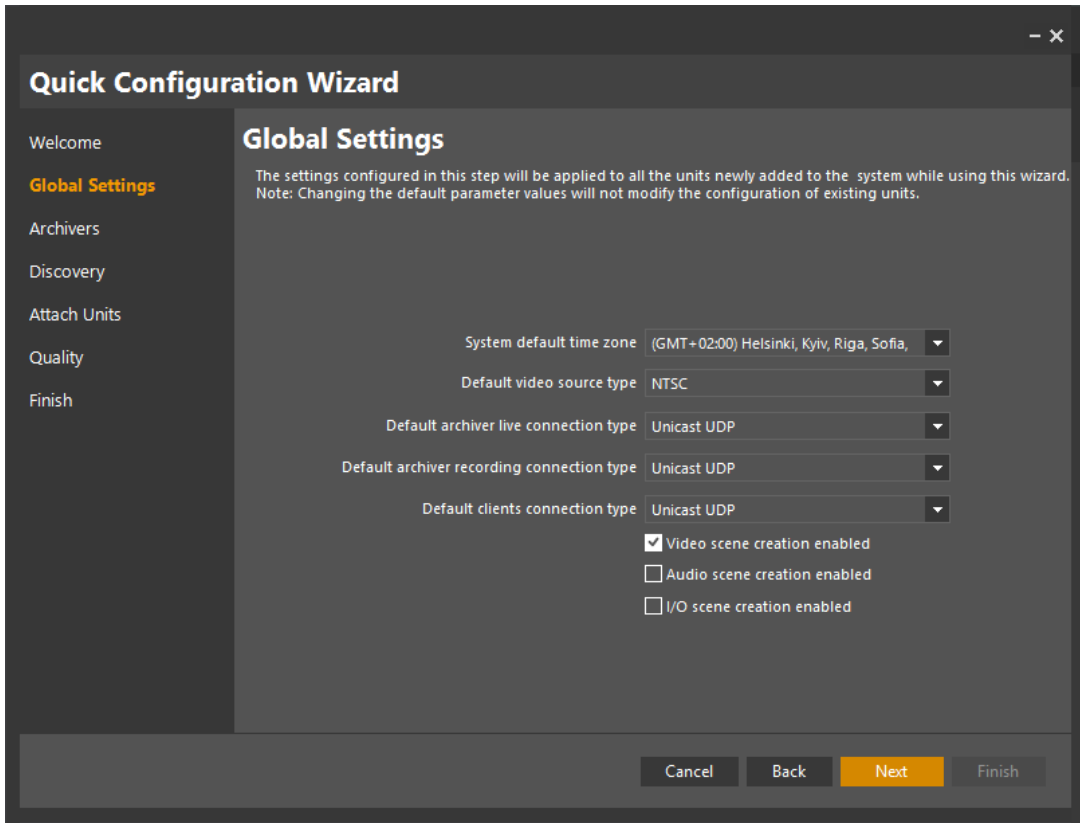 Quick Configuration Wizard
Welcome
Global Settings
Archivers
Discovery
Attach Units
Quality
Finish
Global Settings
The settings configured in this step will be applied to all the units newly added to the system while using this wizard.
Note: Changing the default parameter values will not modify the configuration of existing units.
System default time zone (GMT+02:00) Helsinki, Kyiv, Riga, Sofia,
Default video source type NTSC
Default archiver live connection type Unicast UDP
Default archiver recording connection type Unicast UDP
Default clients connection type Unicast UDP
Video scene creation enabled
Audio scene creation enabled
I/O scene creation enabled
Cancel Back Next Finish